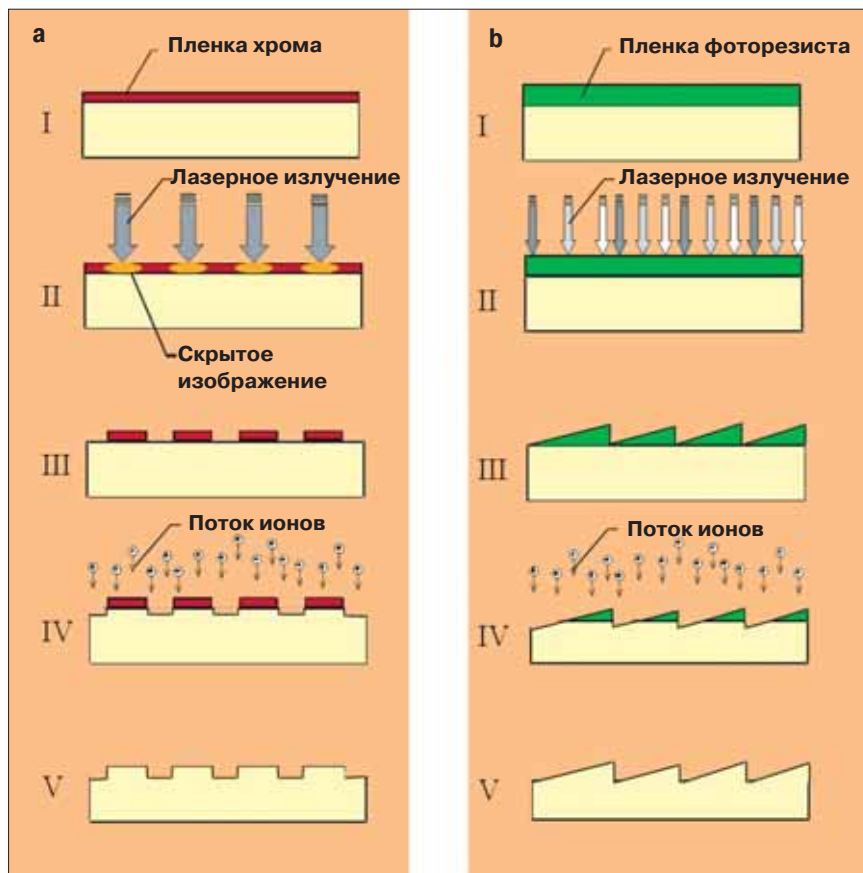 a
Пленка хрома
I
Лазерное излучение
II
Скрытое
изображение
III
Поток ионов
IV
V
b
Пленка фоторезиста
I
Лазерное излучение
II
III
Поток ионов
IV
V